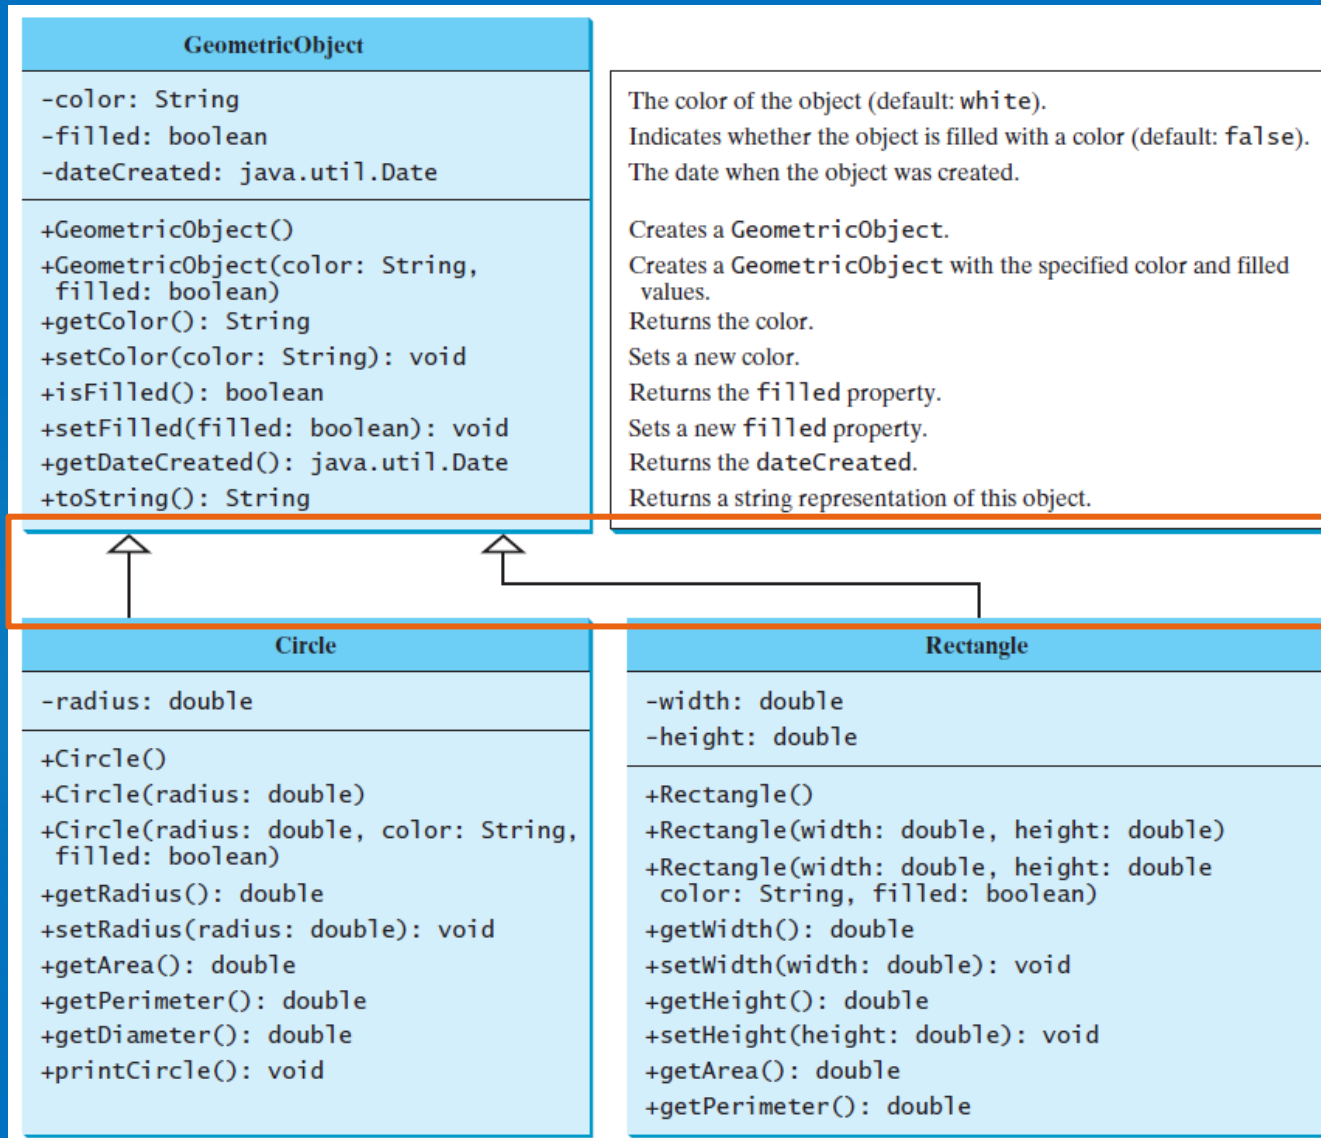 GeometricObject
-color: String
-filled: boolean
-dateCreated: java.util.Date
+GeometricObject()
+GeometricObject(color: String,
filled: boolean)
+getColor(): String
+setColor(color: String): void
+isFilled(): boolean
+setFilled(filled: boolean): void
+getDateCreated(): java.util.Date
+toString(): String
The color of the object (default: white).
Indicates whether the object is filled with a color (default: false).
The date when the object was created.
Creates a GeometricObject.
Creates a GeometricObject with the specified color and filled
values.
Returns the color.
Sets a new color.
Returns the filled property.
Sets a new filled property.
Returns the dateCreated.
Returns a string representation of this object.
Circle
-radius: double
+Circle()
+Circle(radius: double)
+Circle(radius: double, color: String,
filled: boolean)
+getRadius(): double
+setRadius(radius: double): void
+getArea(): double
+getPerimeter(): double
+getDiameter(): double
+printCircle(): void
Rectangle
-width: double
-height: double
+Rectangle()
+Rectangle(width: double, height: double)
+Rectangle(width: double, height: double
color: String, filled: boolean)
+getWidth(): double
+setWidth(width: double): void
+getHeight(): double
+setHeight(height: double): void
+getArea(): double
+getPerimeter(): double